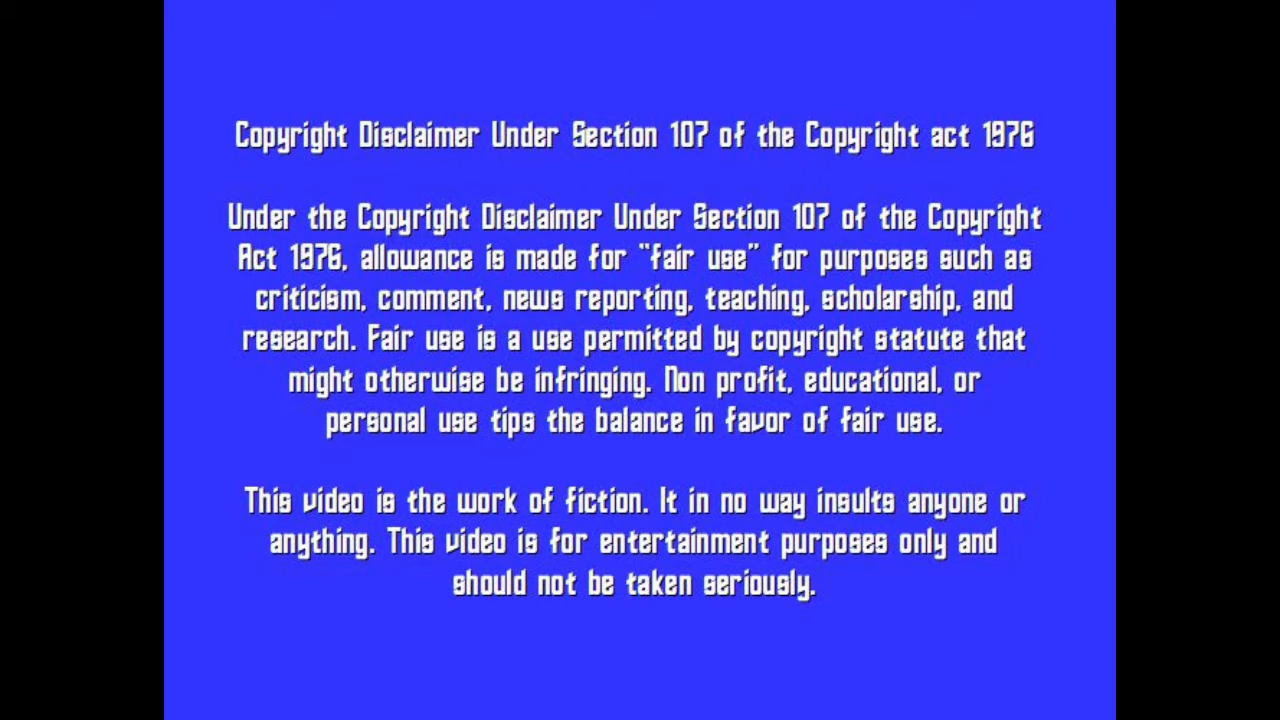 Copyright Disclaimer Under Section 107 of the Copyright act 1976
Under the Copyright Disclaimer Under Section 107 of the Copyright
Act 1976, allowance is made for "fair use" for purposes such as
criticism, comment, news reporting, teaching, scholarship, and
research. Fair use is a use permitted by copyright statute that
might otherwise be infringing. Non profit, educational, or
personal use tips the balance in favor of fair use.
This video is the work of fiction. It in no way insults anyone or
anything. This video is for entertainment purposes only and
should not be taken seriously.